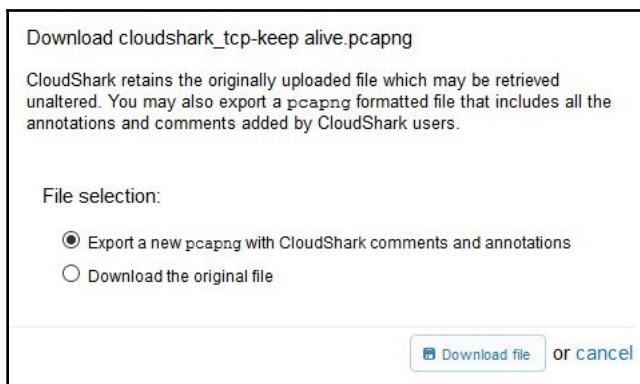 Download cloudshark_tcp-keep alive.pcapng
CloudShark retains the originally uploaded file which may be retrieved
unaltered. You may also export a pcapng formatted file that includes all the
annotations and comments added by CloudShark users.
File selection:
Export a new pcapng with CloudShark comments and annotations
Download the original file
Download file or cancel